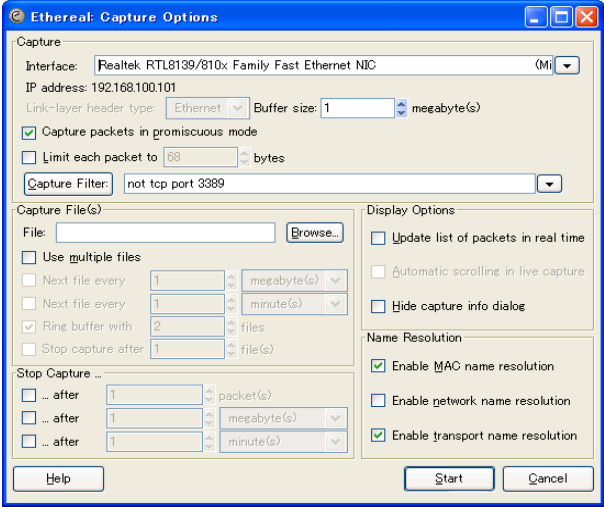 Ethereal: Capture Options
Capture
Interface: Realtek RTL8139/810x Family Fast Ethernet NIC (Mi
IP address: 192.168.100.101
Link-layer header type: Ethernet Buffer size: 1 megabyte(s)
Capture packets in promiscuous mode
Limit each packet to 68 bytes
Capture Filter: not tcp port 3389
Capture File(s)
File: Browse...
Use multiple files
Next file every 1 megabyte(s)
Next file every 1 minute(s)
Ring buffer with 2 files
Stop capture after 1 file(s)
Stop Capture ...
... after 1 packet(s)
... after 1 megabyte(s)
... after 1 minute(s)
Display Options
Update list of packets in real time
Automatic scrolling in live capture
Hide capture info dialog
Name Resolution
Enable MAC name resolution
Enable network name resolution
Enable transport name resolution
Help Start Cancel